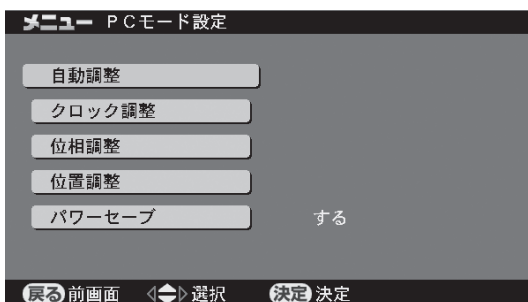 メニュー PCモード設定
自動調整
クロック調整
位相調整
位置調整
パワーセーブ する
戻る 前画面 選択 決定 決定